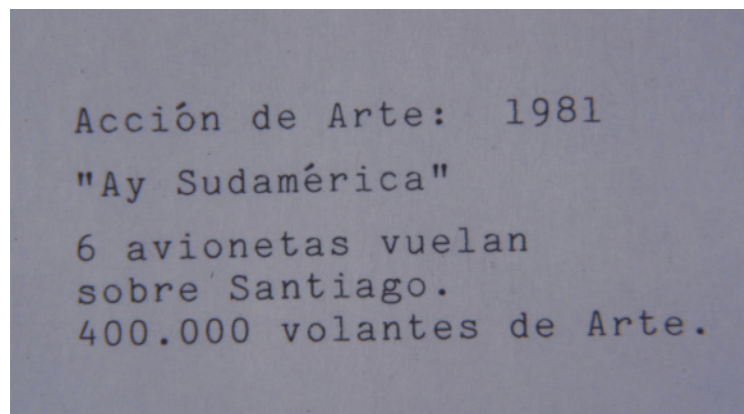 Acción de Arte: 1981
"Ay Sudamérica"
6 avionetas vuelan
sobre Santiago.
400.000 volantes de Arte.